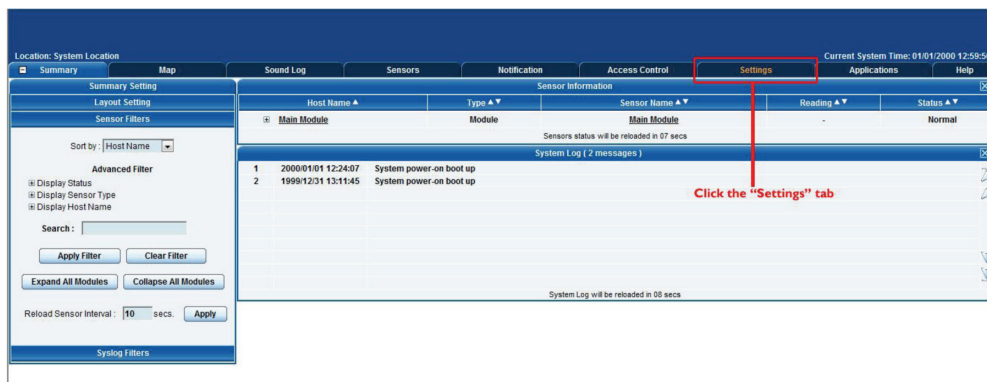 Location: System Location
Current System Time: 01/01/2000 12:59:5
Summary Map Sound Log Sensors Notification Access Control Settings Applications Help
Summary Setting
Layout Setting
Sensor Filters
Sort by : Host Name
Advanced Filter
Display Status
Display Sensor Type
Display Host Name
Search :
Apply Filter Clear Filter
Expand All Modules Collapse All Modules
Reload Sensor Interval : 10 secs. Apply
Syslog Filters
Sensor Information
Host Name Type Sensor Name Reading Status
Main Module Module Main Module - Normal
Sensors status will be reloaded in 07 secs
System Log ( 2 messages )
1 2000/01/01 12:24:07 System power-on boot up
2 1999/12/31 13:11:45 System power-on boot up
Click the “Settings” tab
System Log will be reloaded in 08 secs